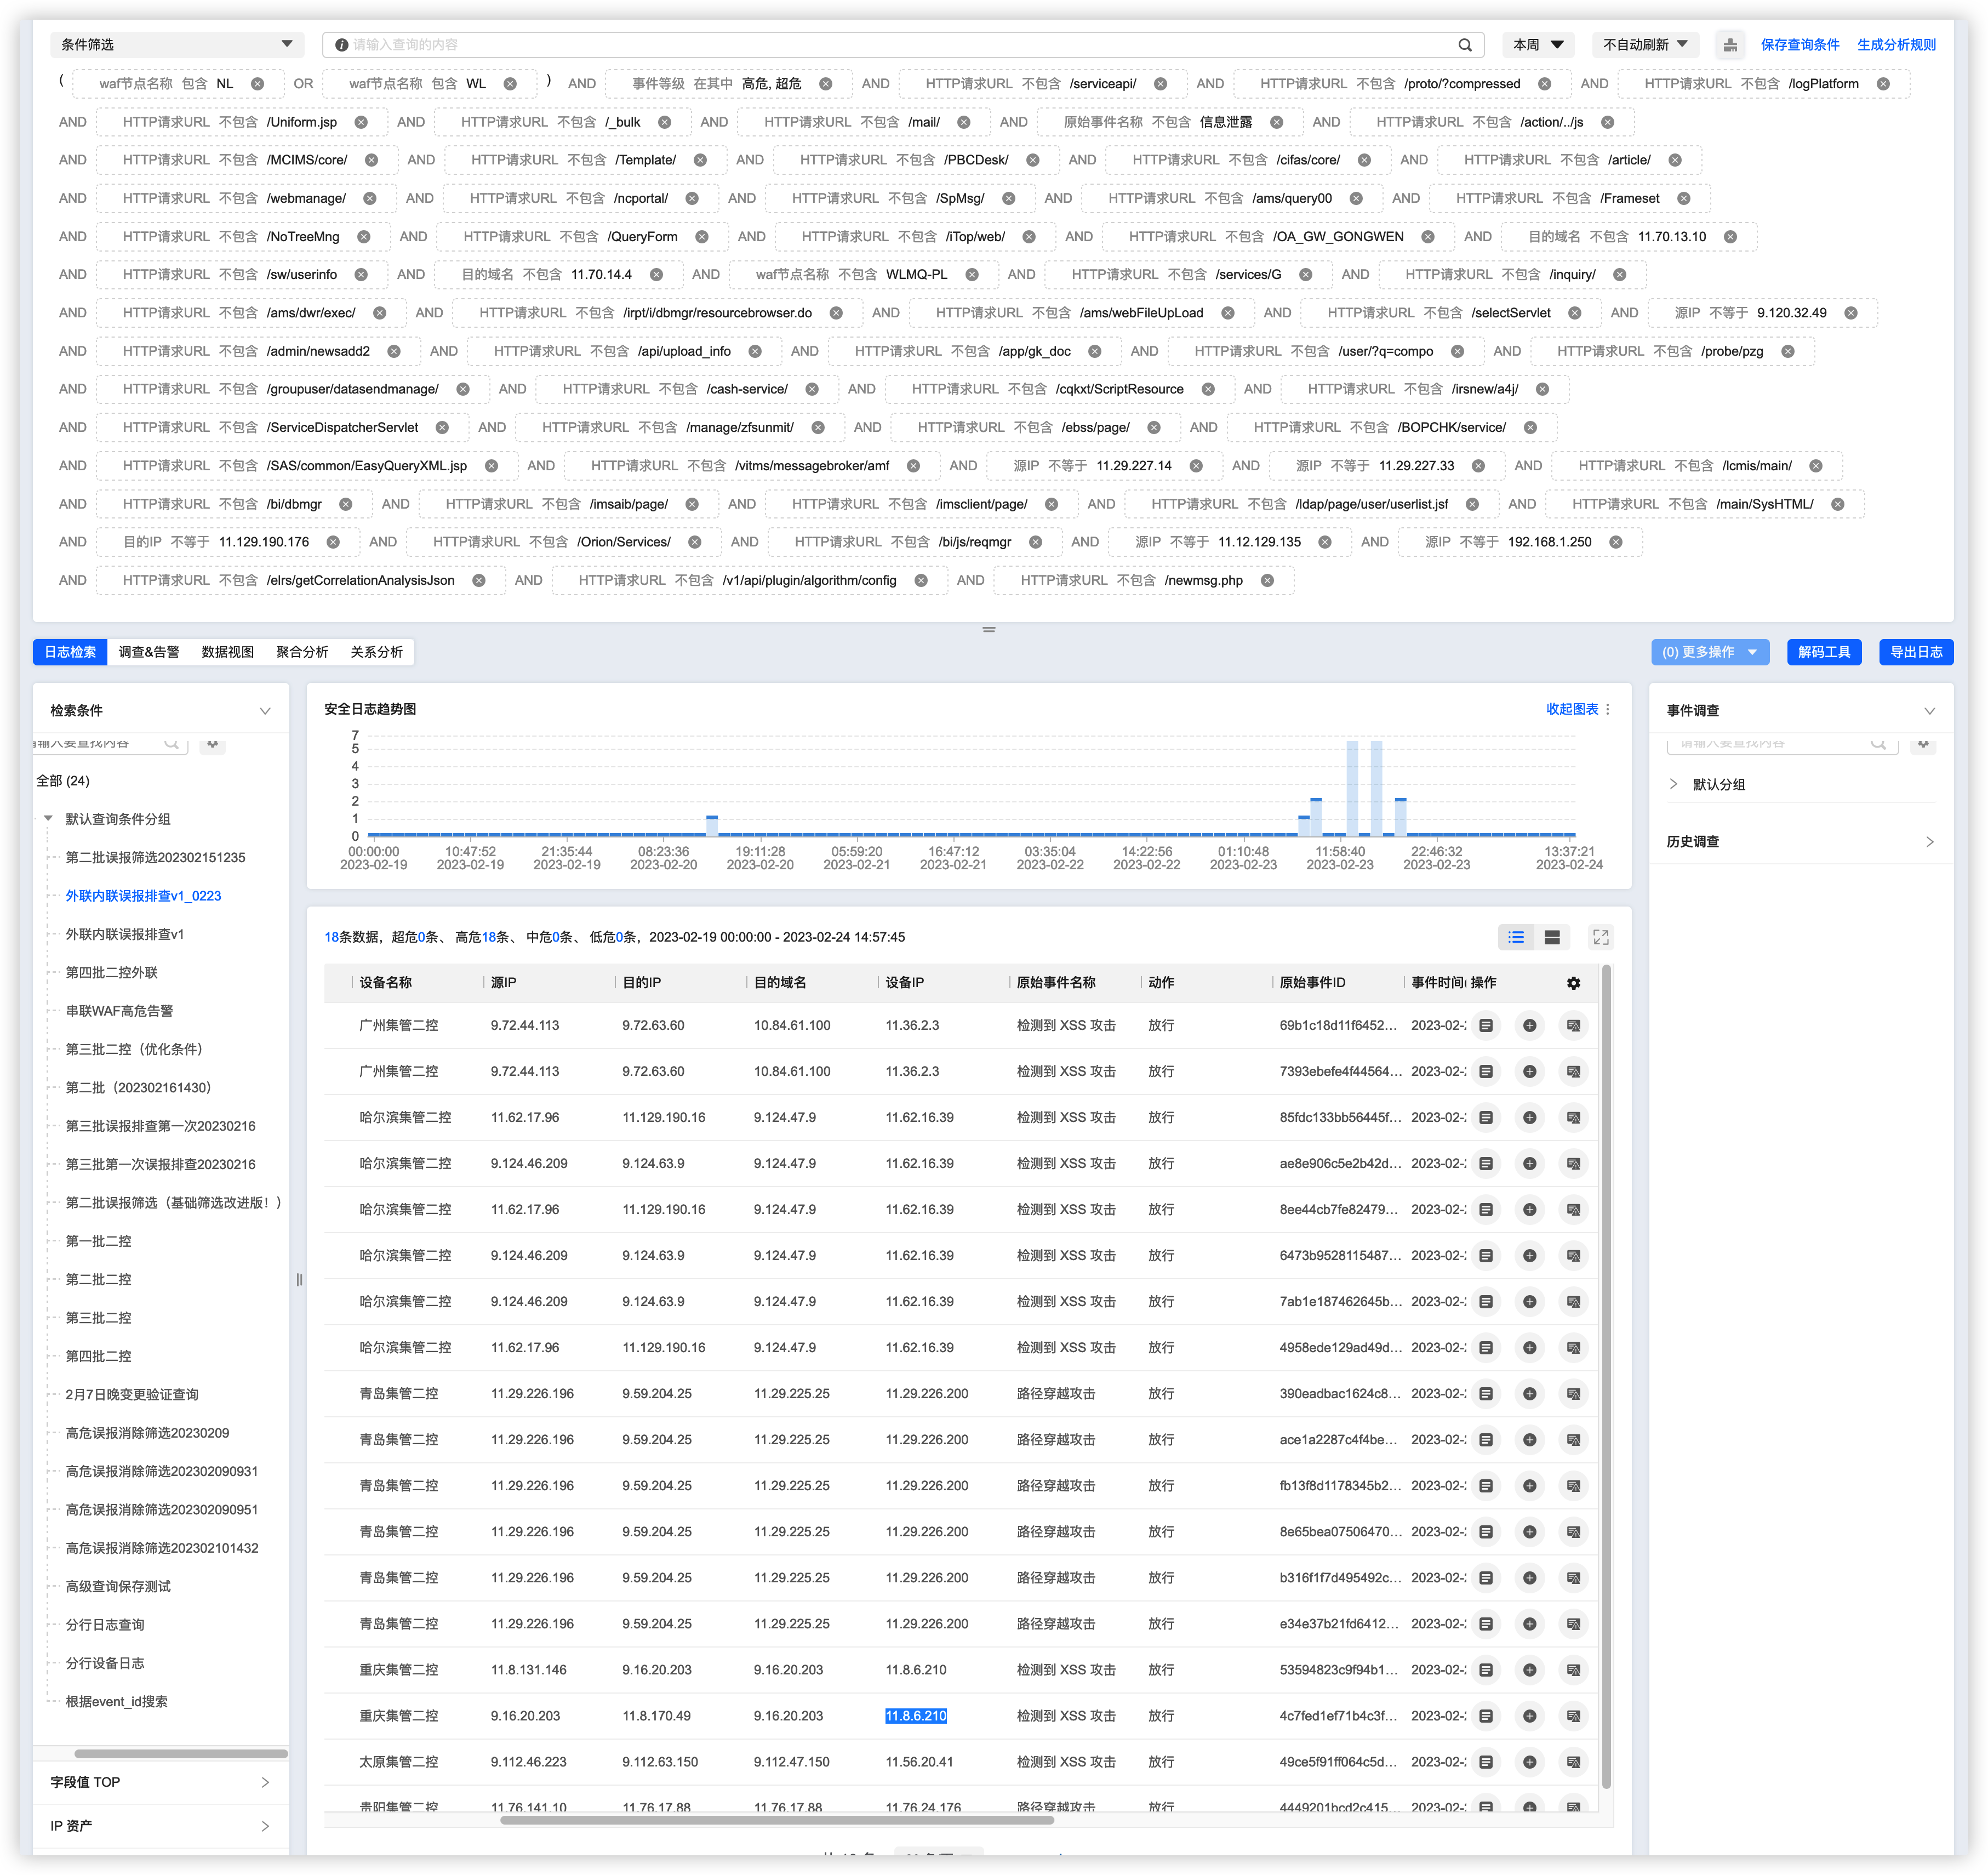 条件筛选 请输入查询的内容 本周 不自动刷新 保存查询条件 生成分析规则
( waf节点名称 包含 NL OR waf节点名称 包含 WL ) AND 事件等级 在其中 高危, 超危 AND HTTP请求URL 不包含 /serviceapi/ AND HTTP请求URL 不包含 /proto/?compressed AND HTTP请求URL 不包含 /logPlatform
AND HTTP请求URL 不包含 /Uniform.jsp AND HTTP请求URL 不包含 /_bulk AND HTTP请求URL 不包含 /mail/ AND 原始事件名称 不包含 信息泄露 AND HTTP请求URL 不包含 /action/../js
AND HTTP请求URL 不包含 /MCIMS/core/ AND HTTP请求URL 不包含 /Template/ AND HTTP请求URL 不包含 /PBCDesk/ AND HTTP请求URL 不包含 /cifas/core/ AND HTTP请求URL 不包含 /article/
AND HTTP请求URL 不包含 /webmanage/ AND HTTP请求URL 不包含 /ncportal/ AND HTTP请求URL 不包含 /SpMsg/ AND HTTP请求URL 不包含 /ams/query00 AND HTTP请求URL 不包含 /Frameset
AND HTTP请求URL 不包含 /NoTreeMng AND HTTP请求URL 不包含 /QueryForm AND HTTP请求URL 不包含 /iTop/web/ AND HTTP请求URL 不包含 /OA_GW_GONGWEN AND 目的域名 不包含 11.70.13.10
AND HTTP请求URL 不包含 /sw/userinfo AND 目的域名 不包含 11.70.14.4 AND waf节点名称 不包含 WLMQ-PL AND HTTP请求URL 不包含 /services/G AND HTTP请求URL 不包含 /inquiry/
AND HTTP请求URL 不包含 /ams/dwr/exec/ AND HTTP请求URL 不包含 /irpt/i/dbmgr/resourcebrowser.do AND HTTP请求URL 不包含 /ams/webFileUpLoad AND HTTP请求URL 不包含 /selectServlet AND 源IP 不等于 9.120.32.49
AND HTTP请求URL 不包含 /admin/newsadd2 AND HTTP请求URL 不包含 /api/upload_info AND HTTP请求URL 不包含 /app/gk_doc AND HTTP请求URL 不包含 /user/?q=compo AND HTTP请求URL 不包含 /probe/pzg
AND HTTP请求URL 不包含 /groupuser/datasendmanage/ AND HTTP请求URL 不包含 /cash-service/ AND HTTP请求URL 不包含 /cqkxt/ScriptResource AND HTTP请求URL 不包含 /irsnew/a4j/
AND HTTP请求URL 不包含 /ServiceDispatcherServlet AND HTTP请求URL 不包含 /manage/zfsunmit/ AND HTTP请求URL 不包含 /ebss/page/ AND HTTP请求URL 不包含 /BOPCHK/service/
AND HTTP请求URL 不包含 /SAS/common/EasyQueryXML.jsp AND HTTP请求URL 不包含 /vitms/messagebroker/amf AND 源IP 不等于 11.29.227.14 AND 源IP 不等于 11.29.227.33 AND HTTP请求URL 不包含 /lcmis/main/
AND HTTP请求URL 不包含 /bi/dbmgr AND HTTP请求URL 不包含 /imsaib/page/ AND HTTP请求URL 不包含 /imsclient/page/ AND HTTP请求URL 不包含 /ldap/page/user/userlist.jsf AND HTTP请求URL 不包含 /main/SysHTML/
AND 目的IP 不等于 11.129.190.176 AND HTTP请求URL 不包含 /Orion/Services/ AND HTTP请求URL 不包含 /bi/js/reqmgr AND 源IP 不等于 11.12.129.135 AND 源IP 不等于 192.168.1.250
AND HTTP请求URL 不包含 /elrs/getCorrelationAnalysisJson AND HTTP请求URL 不包含 /v1/api/plugin/algorithm/config AND HTTP请求URL 不包含 /newmsg.php
日志检索 调查&告警 数据视图 聚合分析 关系分析 (0) 更多操作 解码工具 导出日志
检索条件
输入要查找内容
全部 (24)
默认查询条件分组
第二批误报筛选202302151235
外联内联误报排查v1_0223
外联内联误报排查v1
第四批二控外联
串联WAF高危告警
第三批二控（优化条件）
第二批（202302161430）
第三批误报排查第一次20230216
第三批第一次误报排查20230216
第二批误报筛选（基础筛选改进版！）
第一批二控
第二批二控
第三批二控
第四批二控
2月7日晚变更验证查询
高危误报消除筛选20230209
高危误报消除筛选202302090931
高危误报消除筛选202302090951
高危误报消除筛选202302101432
高级查询保存测试
分行日志查询
分行设备日志
根据event_id搜索
字段值 TOP
IP 资产
安全日志趋势图 收起图表
7
5
4
3
2
1
0
00:00:00 10:47:52 21:35:44 08:23:36 19:11:28 05:59:20 16:47:12 03:35:04 14:22:56 01:10:48 11:58:40 22:46:32 13:37:21
2023-02-19 2023-02-19 2023-02-19 2023-02-20 2023-02-20 2023-02-21 2023-02-21 2023-02-22 2023-02-22 2023-02-23 2023-02-23 2023-02-23 2023-02-24
18条数据，超危0条、 高危18条、 中危0条、 低危0条，2023-02-19 00:00:00 - 2023-02-24 14:57:45
设备名称 源IP 目的IP 目的域名 设备IP 原始事件名称 动作 原始事件ID 事件时间( 操作
广州集管二控 9.72.44.113 9.72.63.60 10.84.61.100 11.36.2.3 检测到 XSS 攻击 放行 69b1c18d11f6452... 2023-02-
广州集管二控 9.72.44.113 9.72.63.60 10.84.61.100 11.36.2.3 检测到 XSS 攻击 放行 7393ebefe4f44564... 2023-02-
哈尔滨集管二控 11.62.17.96 11.129.190.16 9.124.47.9 11.62.16.39 检测到 XSS 攻击 放行 85fdc133bb56445f... 2023-02-
哈尔滨集管二控 9.124.46.209 9.124.63.9 9.124.47.9 11.62.16.39 检测到 XSS 攻击 放行 ae8e906c5e2b42d... 2023-02-
哈尔滨集管二控 11.62.17.96 11.129.190.16 9.124.47.9 11.62.16.39 检测到 XSS 攻击 放行 8ee44cb7fe82479... 2023-02-
哈尔滨集管二控 9.124.46.209 9.124.63.9 9.124.47.9 11.62.16.39 检测到 XSS 攻击 放行 6473b9528115487... 2023-02-
哈尔滨集管二控 9.124.46.209 9.124.63.9 9.124.47.9 11.62.16.39 检测到 XSS 攻击 放行 7ab1e187462645b... 2023-02-
哈尔滨集管二控 11.62.17.96 11.129.190.16 9.124.47.9 11.62.16.39 检测到 XSS 攻击 放行 4958ede129ad49d... 2023-02-
青岛集管二控 11.29.226.196 9.59.204.25 11.29.225.25 11.29.226.200 路径穿越攻击 放行 390eadbac1624c8... 2023-02-
青岛集管二控 11.29.226.196 9.59.204.25 11.29.225.25 11.29.226.200 路径穿越攻击 放行 ace1a2287c4f4be... 2023-02-
青岛集管二控 11.29.226.196 9.59.204.25 11.29.225.25 11.29.226.200 路径穿越攻击 放行 fb13f8d1178345b2... 2023-02-
青岛集管二控 11.29.226.196 9.59.204.25 11.29.225.25 11.29.226.200 路径穿越攻击 放行 8e65bea07506470... 2023-02-
青岛集管二控 11.29.226.196 9.59.204.25 11.29.225.25 11.29.226.200 路径穿越攻击 放行 b316f1f7d495492c... 2023-02-
青岛集管二控 11.29.226.196 9.59.204.25 11.29.225.25 11.29.226.200 路径穿越攻击 放行 e34e37b21fd6412... 2023-02-
重庆集管二控 11.8.131.146 9.16.20.203 9.16.20.203 11.8.6.210 检测到 XSS 攻击 放行 53594823c9f94b1... 2023-02-
重庆集管二控 9.16.20.203 11.8.170.49 9.16.20.203 11.8.6.210 检测到 XSS 攻击 放行 4c7fed1ef71b4c3f... 2023-02-
太原集管二控 9.112.46.223 9.112.63.150 9.112.47.150 11.56.20.41 检测到 XSS 攻击 放行 49ce5f91ff064c5d... 2023-02-
贵阳集管二控 11.76.141.10 11.76.17.88 11.76.17.88 11.76.24.176 路径穿越攻击 放行 4449201bcd2c415... 2023-02-
事件调查
请输入要查找内容
默认分组
历史调查